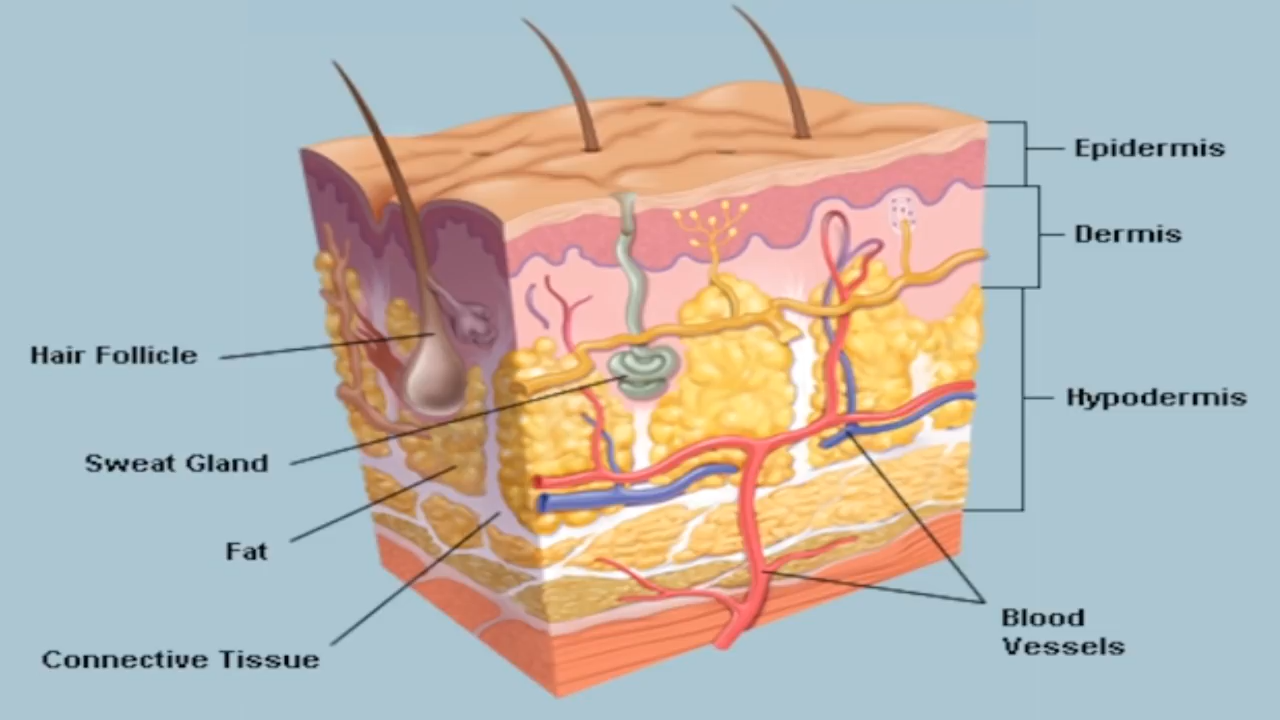 Epidermis
Dermis
Hair Follicle
Hypodermis
Sweat Gland
Fat
Blood
Vessels
Connective Tissue